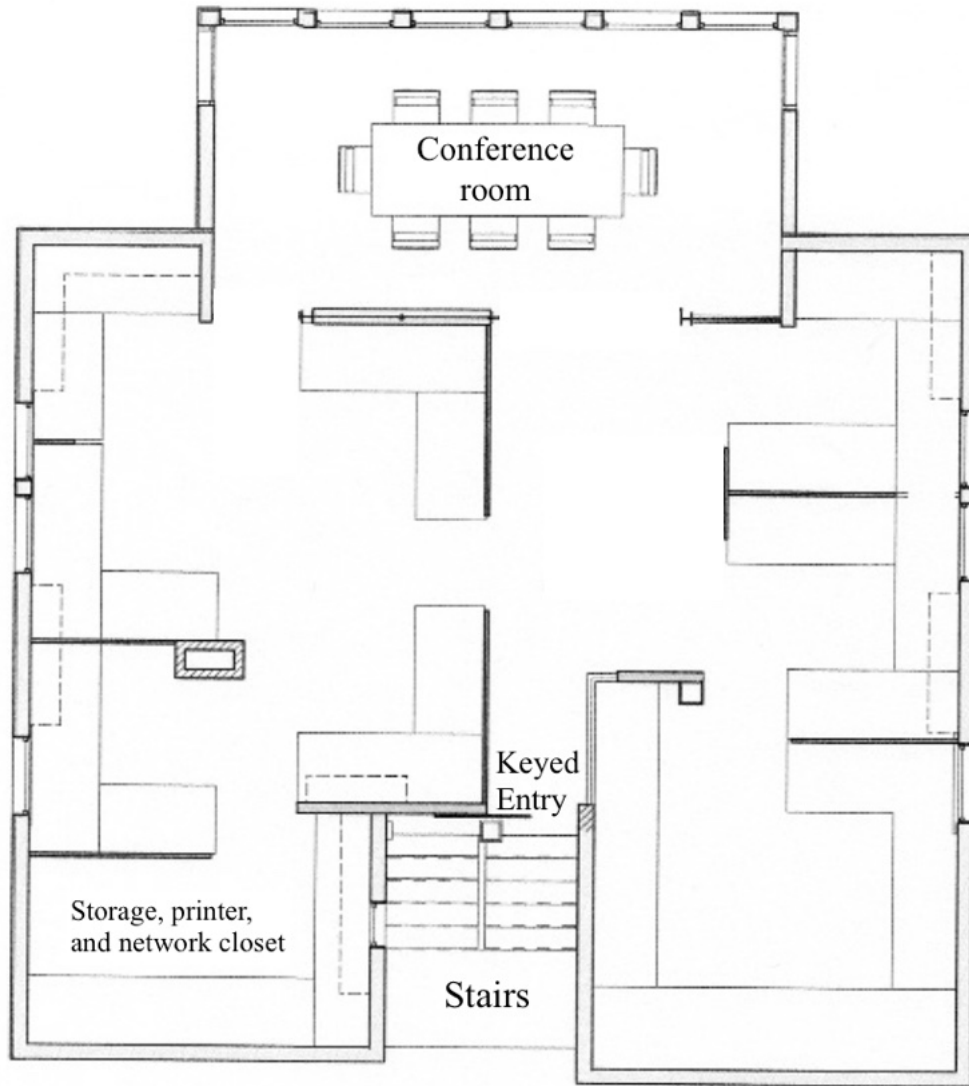 Conference
room
Keyed
Entry
Storage, printer,
and network closet
Stairs